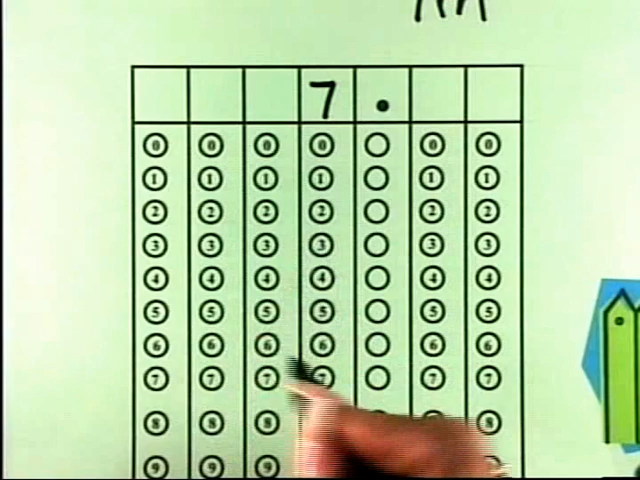 7 .
0 0 0 0 0 0
1 1 1 1 1 1
2 2 2 2 2 2
3 3 3 3 3 3
4 4 4 4 4 4
5 5 5 5 5 5
6 6 6 6 6 6
7 7 7 7 7 7
8 8 8 8
9 9 9